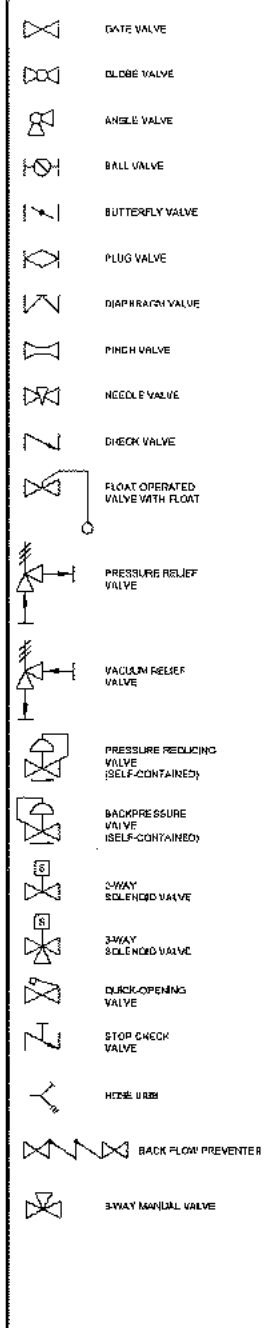 GATE VALVE
GLOBE VALVE
ANGLE VALVE
BALL VALVE
BUTTERFLY VALVE
PLUG VALVE
DIAPHRAGM VALVE
PINCH VALVE
NEEDLE VALVE
CHECK VALVE
FLOAT OPERATED
VALVE WITH FLOAT
PRESSURE RELIEF
VALVE
VACUUM RELIEF
VALVE
PRESSURE REDUCING
VALVE
(SELF-CONTAINED)
BACKPRESSURE
VALVE
(SELF-CONTAINED)
S
2-WAY
SOLENOID VALVE
S
3-WAY
SOLENOID VALVE
QUICK-OPENING
VALVE
STOP CHECK
VALVE
HOSE BIBB
BACK FLOW PREVENTER
3-WAY MANUAL VALVE